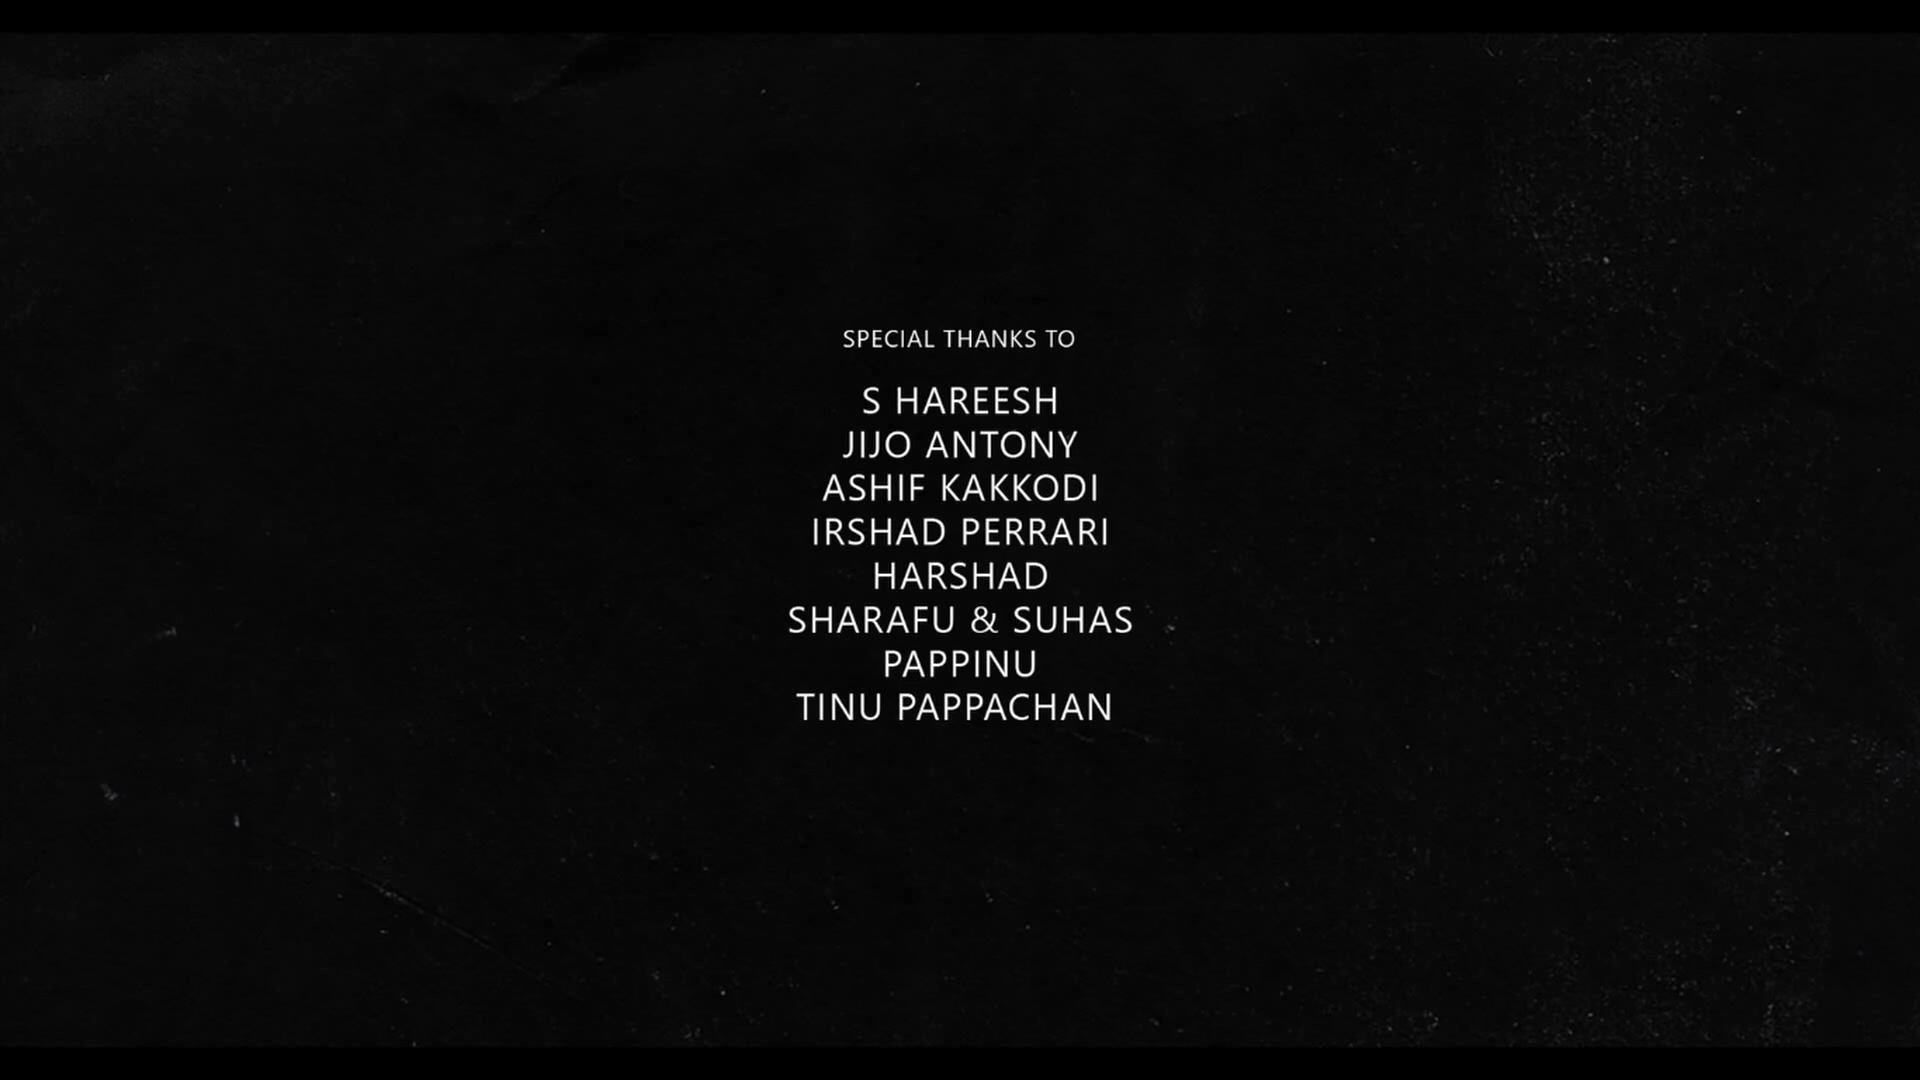 SPECIAL THANKS TO
S HAREESH
JIJO ANTONY
ASHIF KAKKODI
IRSHAD PERRARI
HARSHAD
SHARAFU & SUHAS
PAPPINU
TINU PAPPACHAN